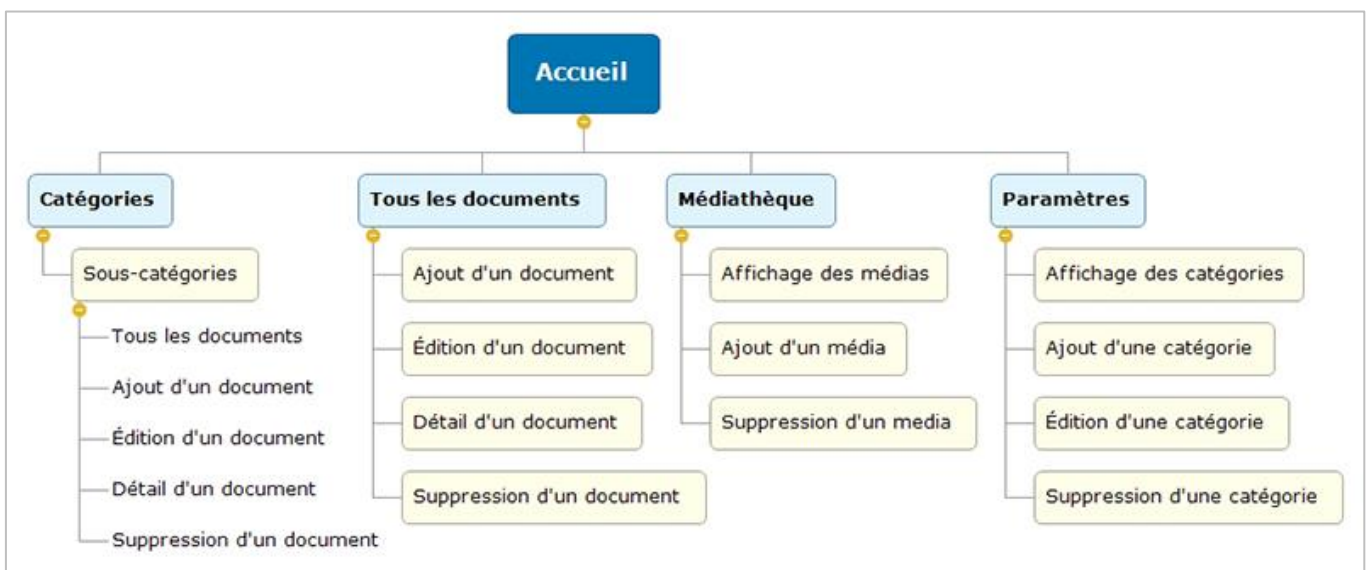 Accueil
Catégories
Sous-catégories
Tous les documents
Ajout d'un document
Édition d'un document
Détail d'un document
Suppression d'un document
Tous les documents
Ajout d'un document
Édition d'un document
Détail d'un document
Suppression d'un document
Médiathèque
Affichage des médias
Ajout d'un média
Suppression d'un media
Paramètres
Affichage des catégories
Ajout d'une catégorie
Édition d'une catégorie
Suppression d'une catégorie